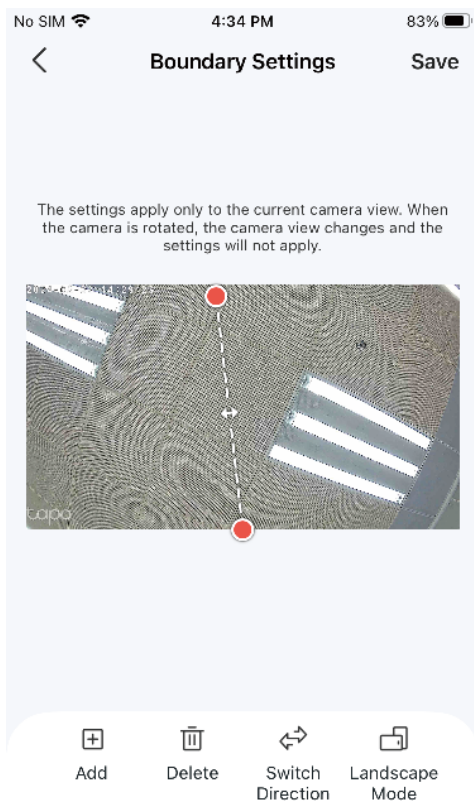 No SIM 4:34 PM 83%
Boundary Settings Save
The settings apply only to the current camera view. When
the camera is rotated, the camera view changes and the
settings will not apply.
tapo
Add Delete Switch Direction Landscape Mode